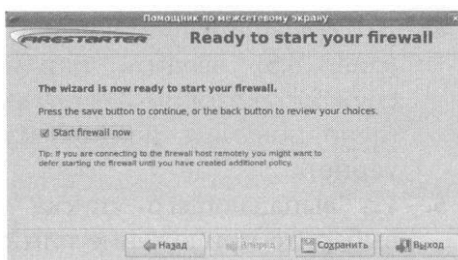 Помощник по межсетевому экрану
FIRESTARTER
Ready to start your firewall
The wizard is now ready to start your firewall.
Press the save button to continue, or the back button to review your choices.
Start firewall now
Tip: If you are connecting to the firewall host remotely you might want to
defer starting the firewall until you have created additional policy.
Назад Вперед Сохранить Выход